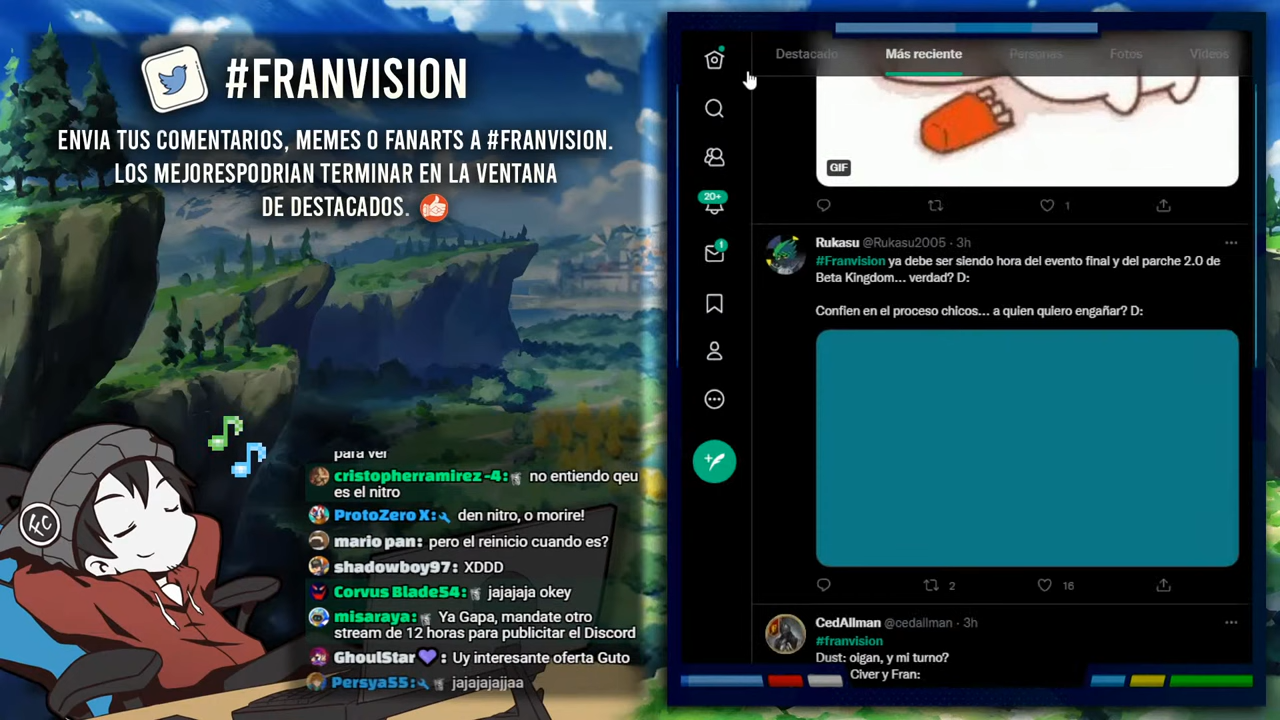 #FRANVISION
ENVIA TUS COMENTARIOS, MEMES O FANARTS A #FRANVISION.
LOS MEJORESPODRIAN TERMINAR EN LA VENTANA
DE DESTACADOS.
para ver
cristopherramirez -4: no entiendo qeu
es el nitro
ProtoZero X: den nitro, o morire!
mario pan: pero el reinicio cuando es?
shadowboy97: XDDD
Corvus Blade54: jajajaja okey
misaraya: Ya Gapa, mandate otro
stream de 12 horas para publicitar el Discord
GhoulStar 💜: Uy interesante oferta Guto
Persya55: jajajajjaa
Destacado Más reciente Personas Fotos Videos
GIF
1
20+
1
Rukasu @Rukasu2005 · 3h
#Franvision ya debe ser siendo hora del evento final y del parche 2.0 de
Beta Kingdom... verdad? D:
Confien en el proceso chicos... a quien quiero engañar? D:
2 16
CedAllman @cedallman · 3h
#franvision
Dust: oigan, y mi turno?
Civer y Fran: